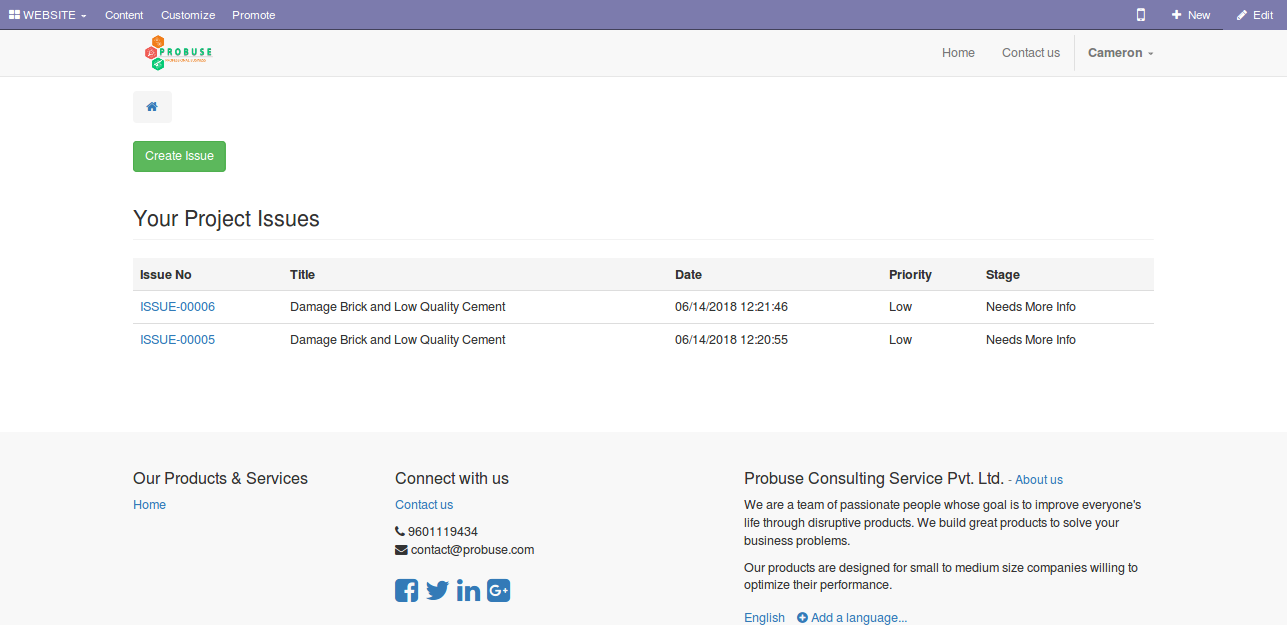 WEBSITE Content Customize Promote New Edit
PROBUSE
Home Contact us Cameron
Create Issue
Your Project Issues
Issue No Title Date Priority Stage
ISSUE-00006 Damage Brick and Low Quality Cement 06/14/2018 12:21:46 Low Needs More Info
ISSUE-00005 Damage Brick and Low Quality Cement 06/14/2018 12:20:55 Low Needs More Info
Our Products & Services
Home
Connect with us
Contact us
9601119434
contact@probuse.com
Probuse Consulting Service Pvt. Ltd. - About us
We are a team of passionate people whose goal is to improve everyone's
life through disruptive products. We build great products to solve your
business problems.
Our products are designed for small to medium size companies willing to
optimize their performance.
English Add a language...